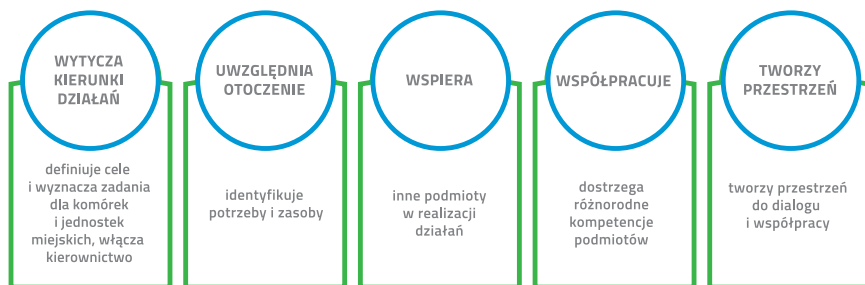 WYTYCZA
KIERUNKI
DZIAŁAŃ
definiuje cele
i wyznacza zadania
dla komórek
i jednostek
miejskich, włącza
kierownictwo
UWZGLĘDNIA
OTOCZENIE
identyfikuje
potrzeby i zasoby
WSPIERA
inne podmioty
w realizacji
działań
WSPÓŁPRACUJE
dostrzega
różnorodne
kompetencje
podmiotów
TWORZY
PRZESTRZEŃ
tworzy przestrzeń
do dialogu
i współpracy